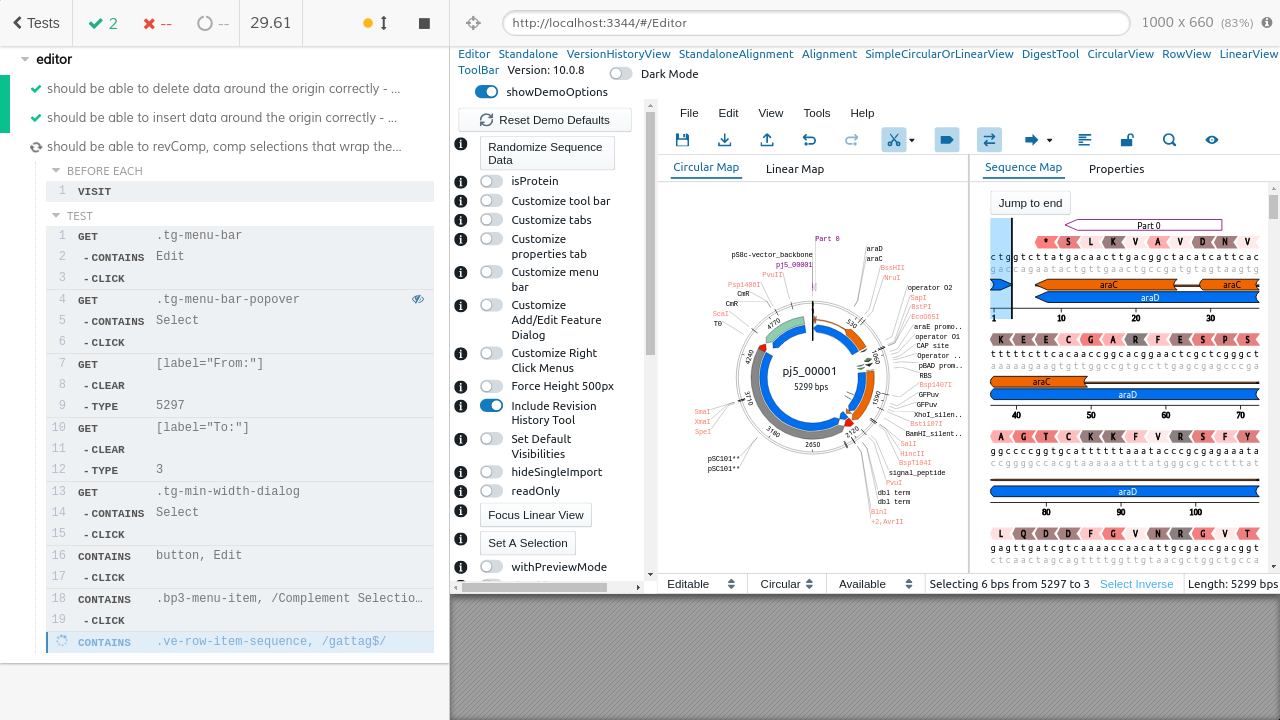 Tests 2 -- -- 29.61
editor
should be able to delete data around the origin correctly - ...
should be able to insert data around the origin correctly - ...
should be able to revComp, comp selections that wrap the...
BEFORE EACH
1 VISIT
TEST
1 GET .tg-menu-bar
2 - CONTAINS Edit
3 - CLICK
4 GET .tg-menu-bar-popover
5 - CONTAINS Select
6 - CLICK
7 GET [label="From:"]
8 - CLEAR
9 - TYPE 5297
10 GET [label="To:"]
11 - CLEAR
12 - TYPE 3
13 GET .tg-min-width-dialog
14 - CONTAINS Select
15 - CLICK
16 CONTAINS button, Edit
17 - CLICK
18 CONTAINS .bp3-menu-item, /Complement Selectio…
19 - CLICK
CONTAINS .ve-row-item-sequence, /gattag$/
http://localhost:3344/#/Editor
1000 x 660 (83%)
Editor Standalone VersionHistoryView StandaloneAlignment Alignment SimpleCircularOrLinearView DigestTool CircularView RowView LinearView
ToolBar Version: 10.0.8 Dark Mode
showDemoOptions
Reset Demo Defaults
Randomize Sequence
Data
isProtein
Customize tool bar
Customize tabs
Customize
properties tab
Customize menu
bar
Customize
Add/Edit Feature
Dialog
Customize Right
Click Menus
Force Height 500px
Include Revision
History Tool
Set Default
Visibilities
hideSingleImport
readOnly
Focus Linear View
Set A Selection
withPreviewMode
File Edit View Tools Help
Circular Map Linear Map
Part 0
pS8c-vector_backbone
pj5_00001
PvuII
Psp1406I
CmR
CmR
ScaI
T0
SmaI
XmaI
SpeI
pSC101**
pSC101**
araD
araC
BssHII
NruI
operator O2
SapI
BstPI
EcoO65I
araE promo..
operator O1
CAP site
Operator ..
pBAD prom..
RBS
Bsp1407I
GFPuv
GFPuv
XhoI_silen..
Bst1107I
BamHI_silent..
SalI
HincII
BspT104I
signal_peptide
PvuI
dbl term
dbl term
BlnI
+2,AvrII
530
1060
1590
2120
2650
3180
3710
4240
4770
pj5_00001
5299 bps
Sequence Map Properties
Jump to end
Part 0
* S L K V A V D N V
ctggtcttatgacaacttgacggctacatcattcac
gaccagaatactgttgaactgccgatgtagtaagtg
araC araC
araD
1 10 20 30
K E E C G A R F E S P S
tttttcttcacaaccggcacggaactcgctcgggct
aaaaagaagtgttggccgtgccttgagcgagcccga
araC
araD
40 50 60 70
A G T C K K F V R S F Y
ggccccggtgcattttttaaatacccgcgagaaata
ccggggccacgtaaaaaatttatgggcgctctttat
araD
80 90 100
L Q D D F G V N R G V T
gagttgatcgtcaaaaccaacattgcgaccgacggt
ctcaactagcagttttggttgtaacgctggctgcca
Editable Circular Available Selecting 6 bps from 5297 to 3 Select Inverse Length: 5299 bps